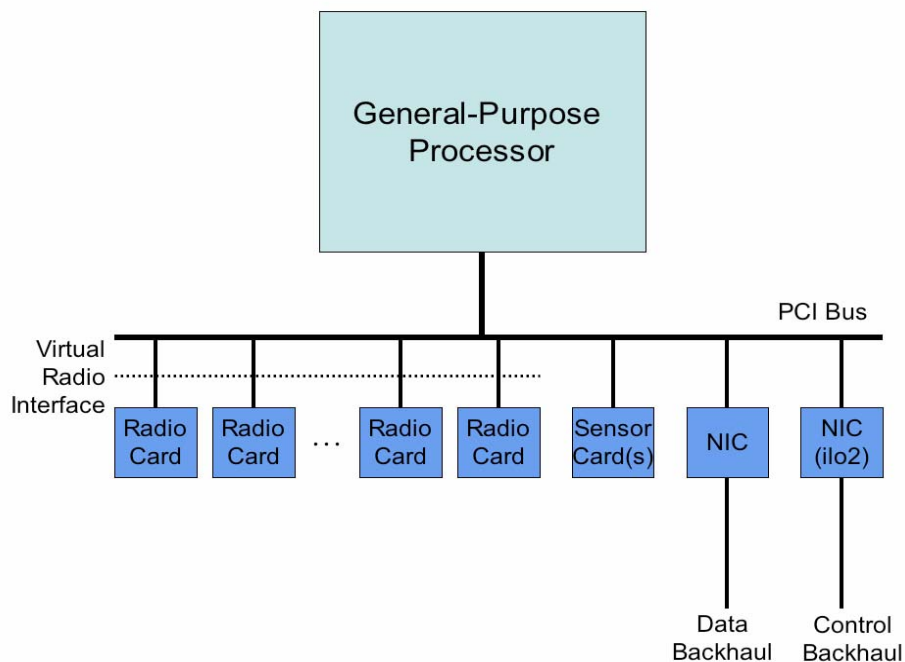 General-Purpose
Processor
PCI Bus
Virtual
Radio
Interface
Radio
Card
Radio
Card
...
Radio
Card
Radio
Card
Sensor
Card(s)
NIC
NIC
(ilo2)
Data
Backhaul
Control
Backhaul